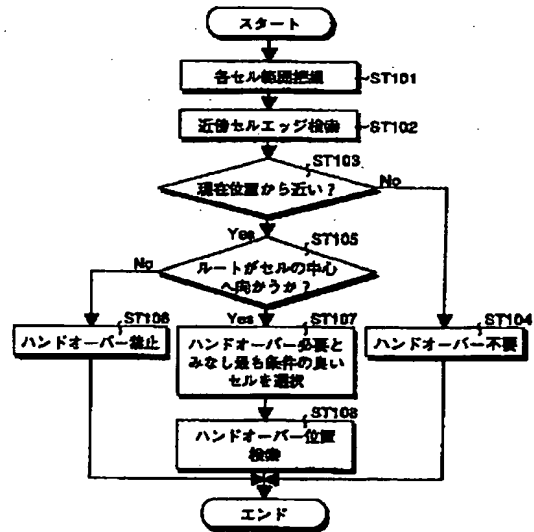 スタート
各セル範囲把握
ST101
近傍セルエッジ検索
ST102
ST103
現在位置から近い？
No
Yes
ST105
ルートがセルの中心
へ向かうか？
No
Yes
ST106
ハンドオーバー禁止
ST107
ハンドオーバー必要と
みなし最も条件の良い
セルを選択
ST104
ハンドオーバー不要
ST108
ハンドオーバー位置
検索
エンド